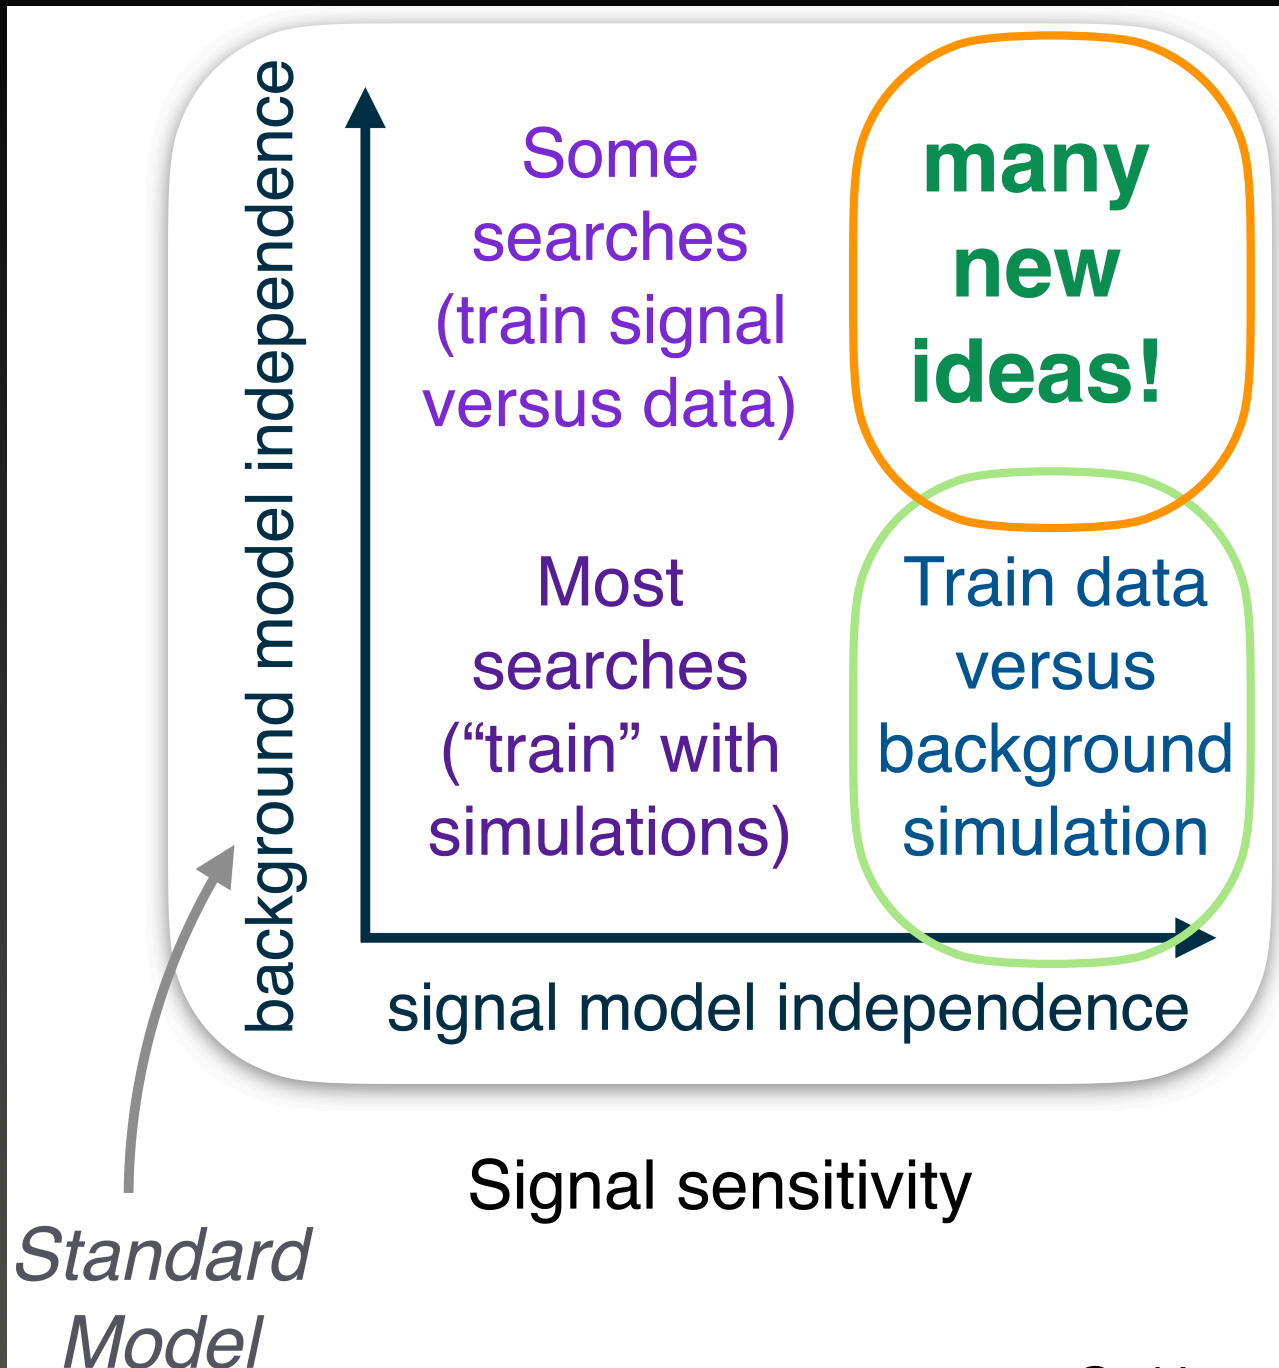 background model independence
Some
searches
(train signal
versus data)
many
new
ideas!
Most
searches
(“train” with
simulations)
Train data
versus
background
simulation
signal model independence
Signal sensitivity
Standard
Model